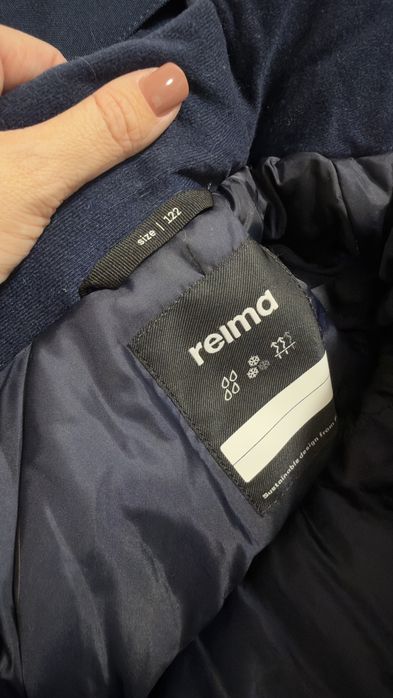 size | 122
reima
Sustainable design from